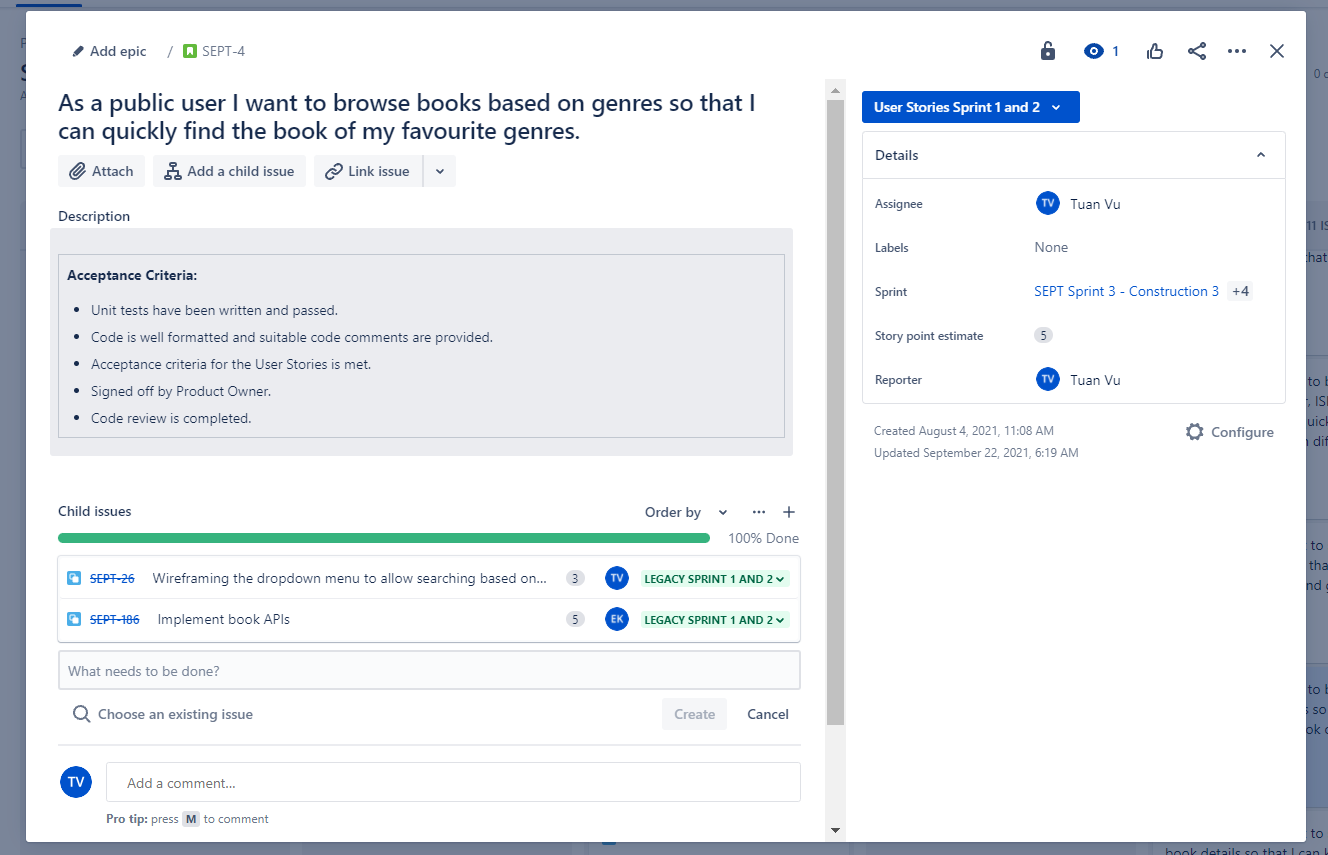 Add epic / SEPT-4
1
As a public user I want to browse books based on genres so that I
can quickly find the book of my favourite genres.
Attach Add a child issue Link issue
Description
Acceptance Criteria:
• Unit tests have been written and passed.
• Code is well formatted and suitable code comments are provided.
• Acceptance criteria for the User Stories is met.
• Signed off by Product Owner.
• Code review is completed.
Child issues Order by
100% Done
SEPT-26 Wireframing the dropdown menu to allow searching based on... 3 TV LEGACY SPRINT 1 AND 2
SEPT-186 Implement book APIs 5 EK LEGACY SPRINT 1 AND 2
What needs to be done?
Choose an existing issue Create Cancel
TV Add a comment...
Pro tip: press M to comment
User Stories Sprint 1 and 2
Details
Assignee TV Tuan Vu
Labels None
Sprint SEPT Sprint 3 - Construction 3 +4
Story point estimate 5
Reporter TV Tuan Vu
Created August 4, 2021, 11:08 AM
Updated September 22, 2021, 6:19 AM
Configure
book details so that I can